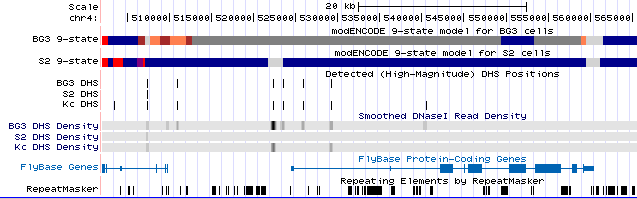 Scale 20 kb
chr4: 510000 515000 520000 525000 530000 535000 540000 545000 550000 555000 560000 565000
modENCODE 9-state model for BG3 cells
BG3 9-state
modENCODE 9-state model for S2 cells
S2 9-state
Detected (High-Magnitude) DHS Positions
BG3 DHS
S2 DHS
Kc DHS
Smoothed DNaseI Read Density
BG3 DHS Density
S2 DHS Density
Kc DHS Density
FlyBase Protein-Coding Genes
FlyBase Genes
Repeating Elements by RepeatMasker
RepeatMasker